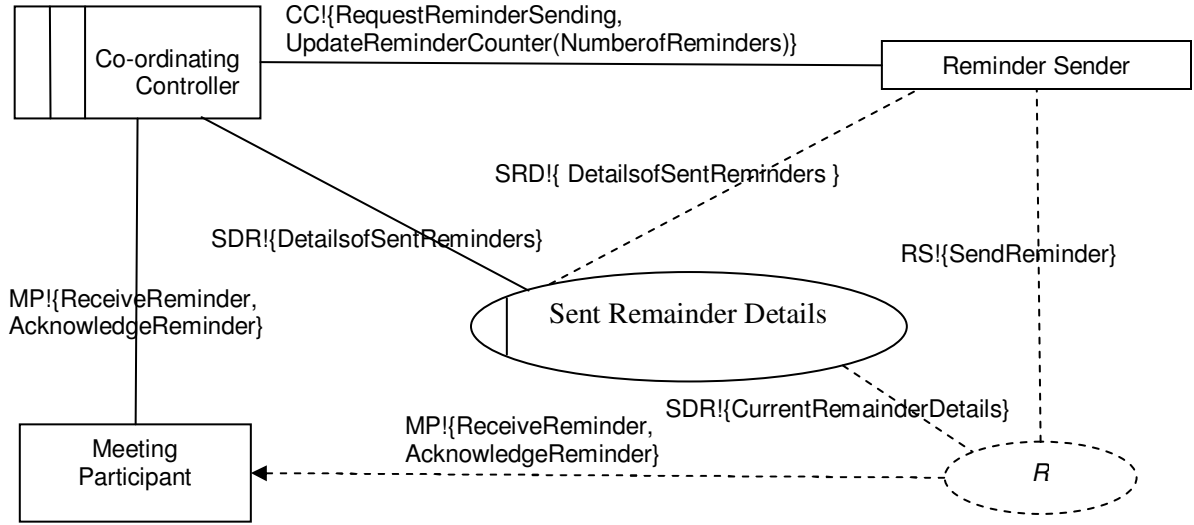 CC!{RequestReminderSending,
UpdateReminderCounter(NumberofReminders)}
Co-ordinating
Controller
Reminder Sender
SRD!{ DetailsofSentReminders }
SDR!{DetailsofSentReminders}
RS!{SendReminder}
MP!{ReceiveReminder,
AcknowledgeReminder}
Sent Remainder Details
SDR!{CurrentRemainderDetails}
MP!{ReceiveReminder,
AcknowledgeReminder}
Meeting
Participant
R